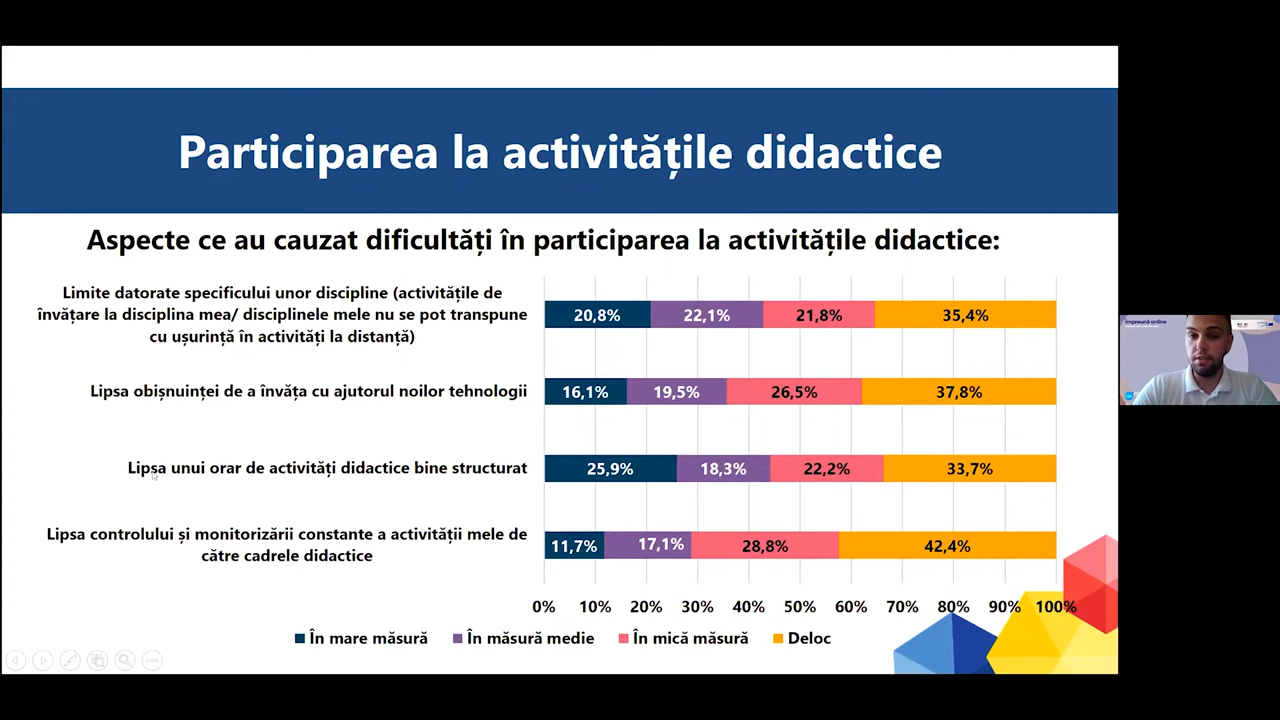 Participarea la activitățile didactice
Aspecte ce au cauzat dificultăți în participarea la activitățile didactice:
Limite datorate specificului unor discipline (activitățile de
învățare la disciplina mea/ disciplinele mele nu se pot transpune
cu ușurință în activități la distanță)
20,8% 22,1% 21,8% 35,4%
Lipsa obișnuinței de a învăța cu ajutorul noilor tehnologii
16,1% 19,5% 26,5% 37,8%
Lipsa unui orar de activități didactice bine structurat
25,9% 18,3% 22,2% 33,7%
Lipsa controlului și monitorizării constante a activității mele de
către cadrele didactice
11,7% 17,1% 28,8% 42,4%
0% 10% 20% 30% 40% 50% 60% 70% 80% 90% 100%
În mare măsură În măsură medie În mică măsură Deloc
împreună online